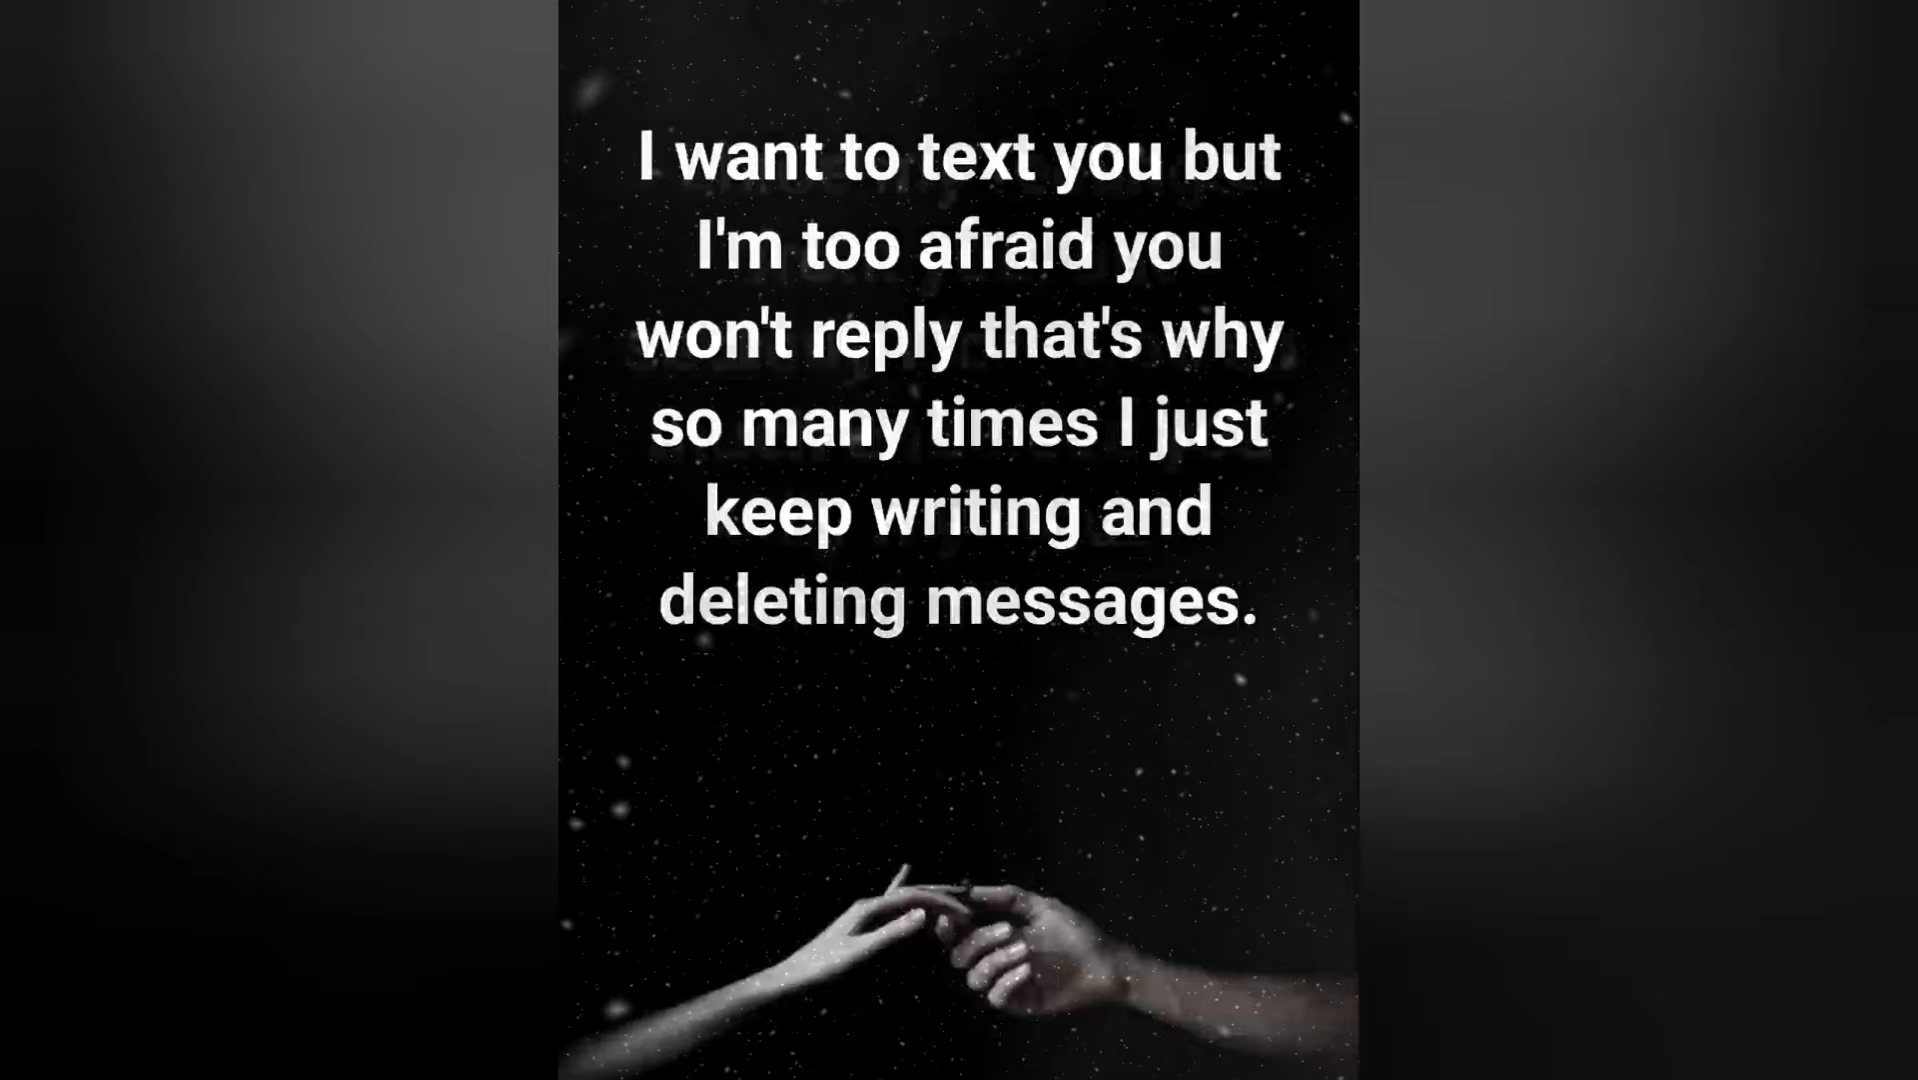 I want to text you but
I'm too afraid you
won't reply that's why
so many times I just
keep writing and
deleting messages.